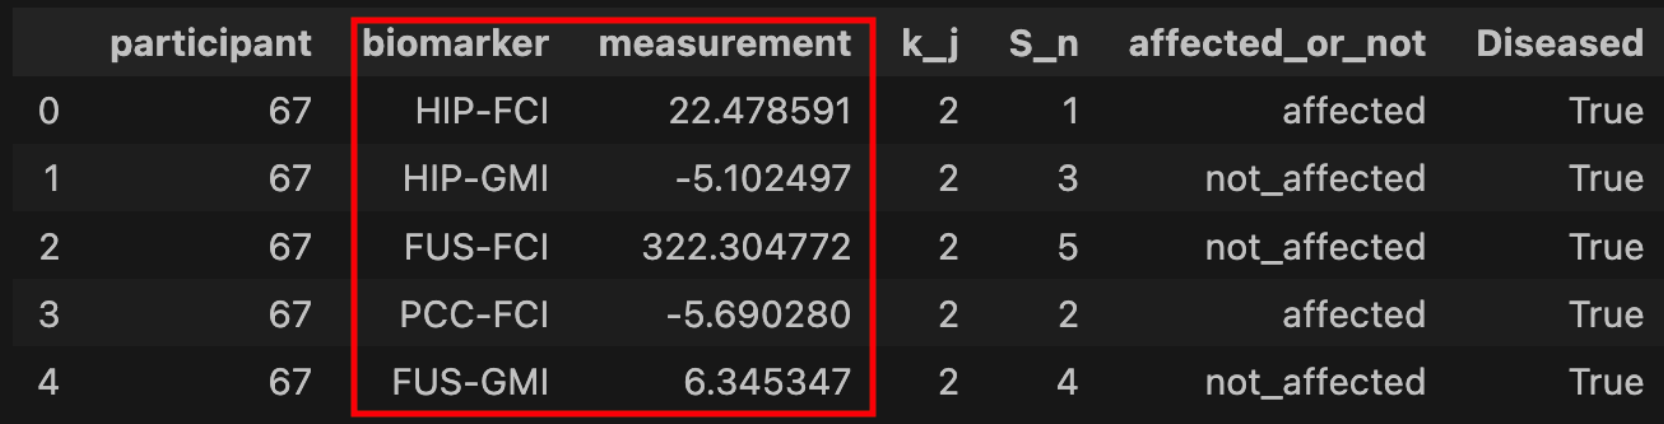 participant biomarker measurement k_j S_n affected_or_not Diseased
0 67 HIP-FCI 22.478591 2 1 affected True
1 67 HIP-GMI -5.102497 2 3 not_affected True
2 67 FUS-FCI 322.304772 2 5 not_affected True
3 67 PCC-FCI -5.690280 2 2 affected True
4 67 FUS-GMI 6.345347 2 4 not_affected True